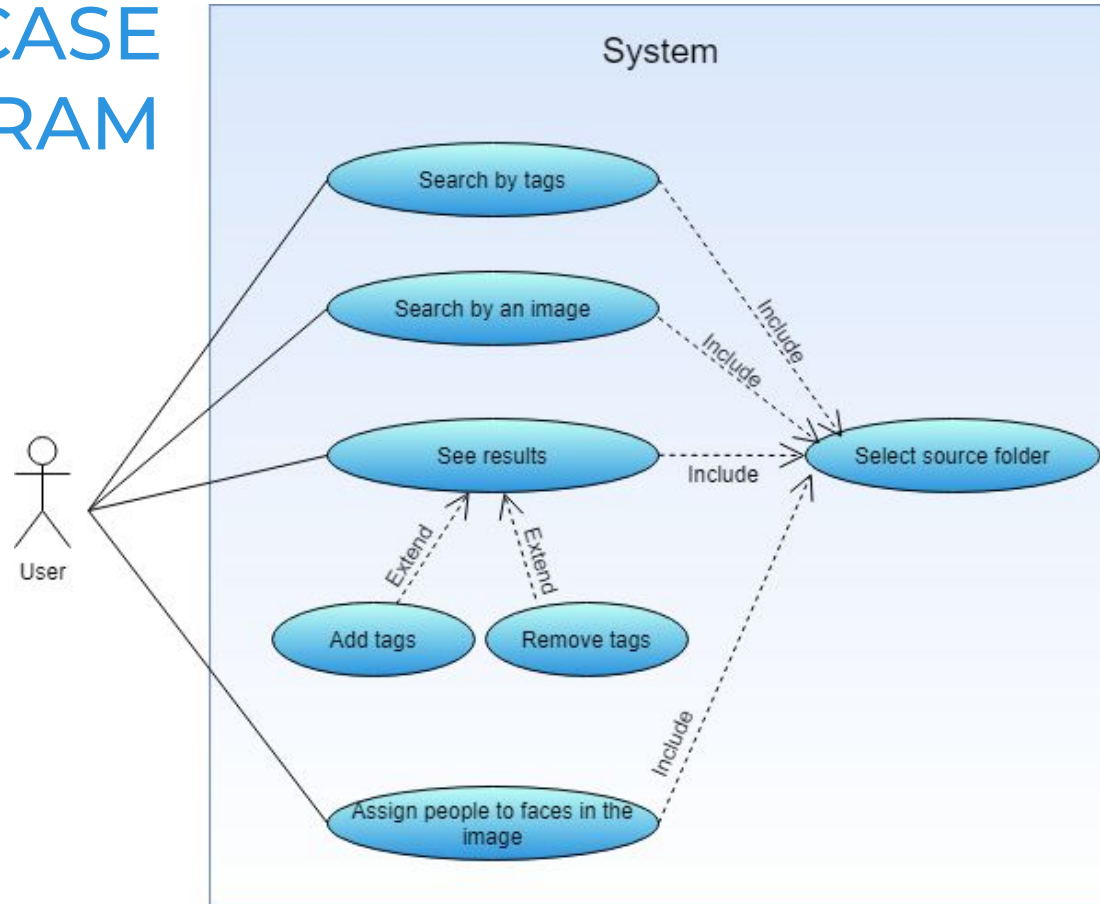 CASE
RAM
System
Search by tags
Include
Search by an image
Include
See results
Include
Select source folder
Extend
Extend
User
Add tags
Remove tags
Include
Assign people to faces in the
image